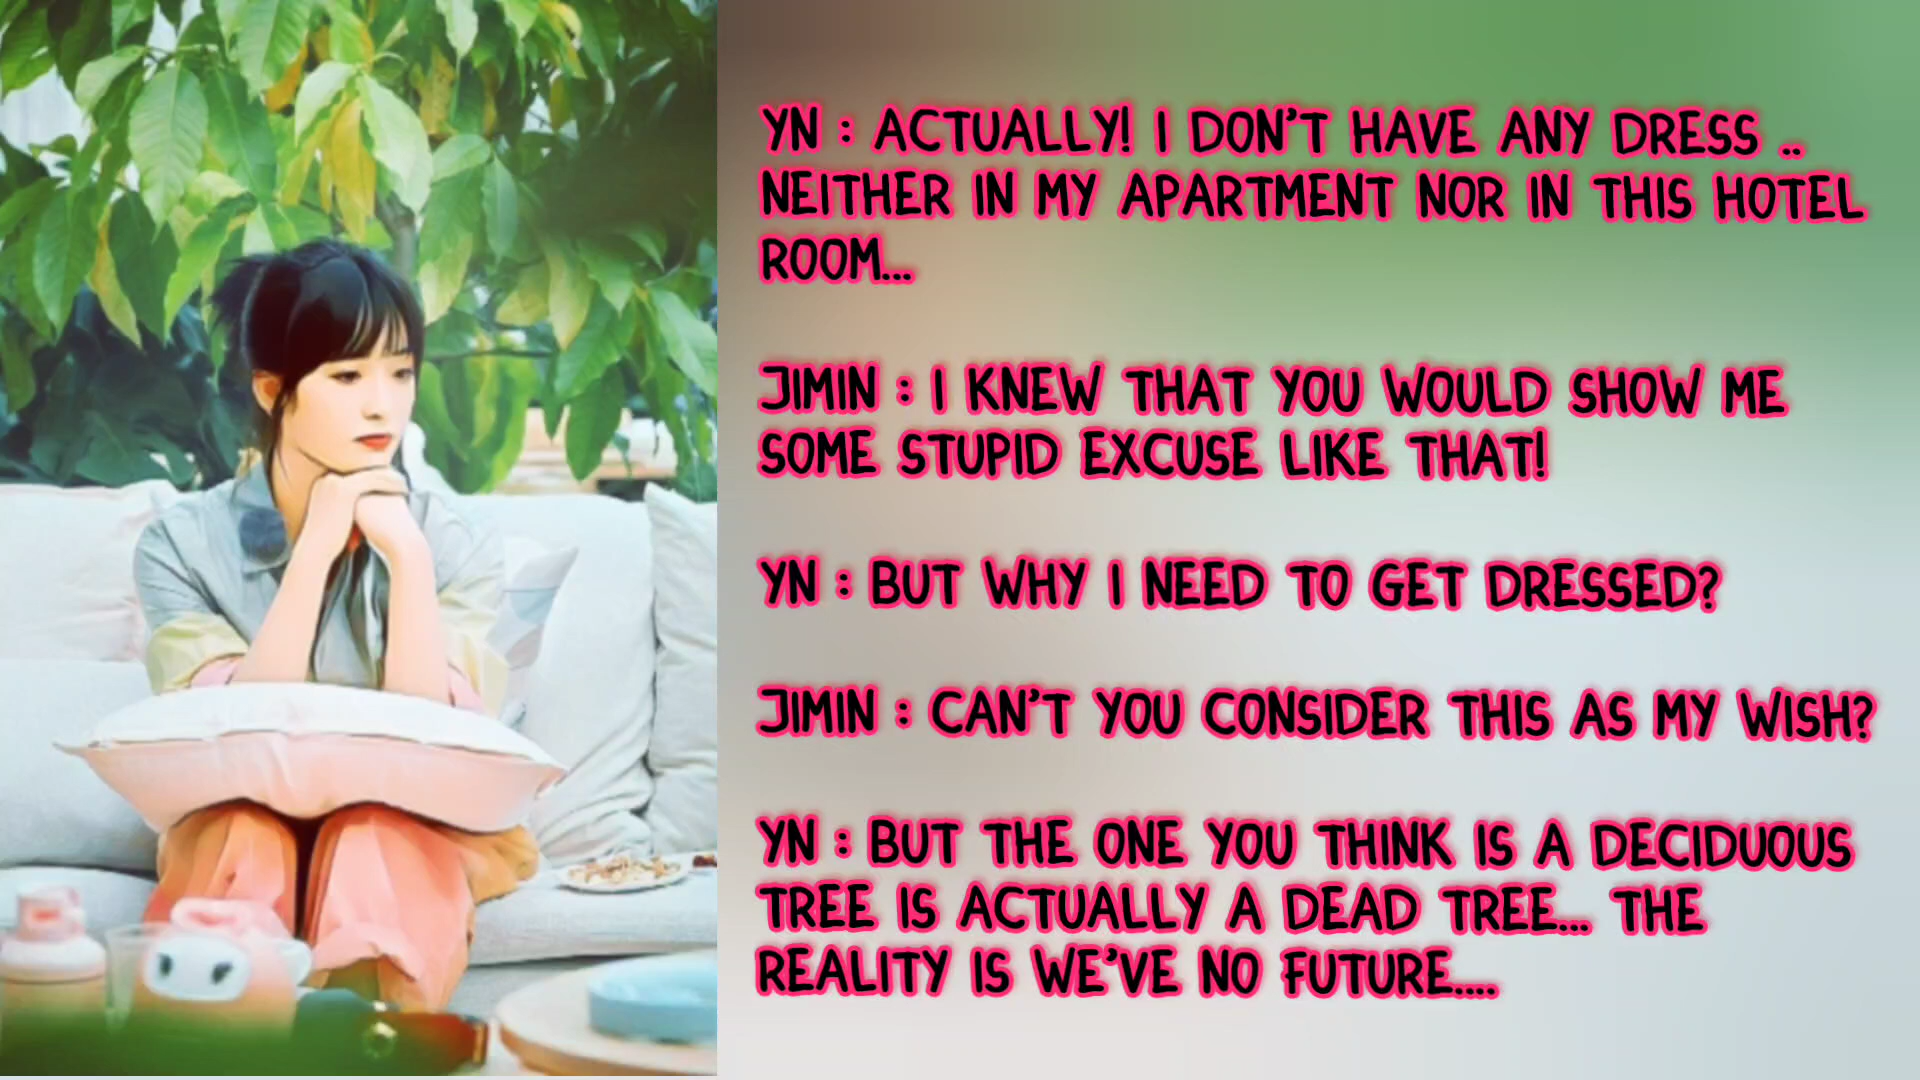 YN : ACTUALLY! I DON'T HAVE ANY DRESS ..
NEITHER IN MY APARTMENT NOR IN THIS HOTEL
ROOM...
JIMIN : I KNEW THAT YOU WOULD SHOW ME
SOME STUPID EXCUSE LIKE THAT!
YN : BUT WHY I NEED TO GET DRESSED?
JIMIN : CAN'T YOU CONSIDER THIS AS MY WISH?
YN : BUT THE ONE YOU THINK IS A DECIDUOUS
TREE IS ACTUALLY A DEAD TREE... THE
REALITY IS WE'VE NO FUTURE....